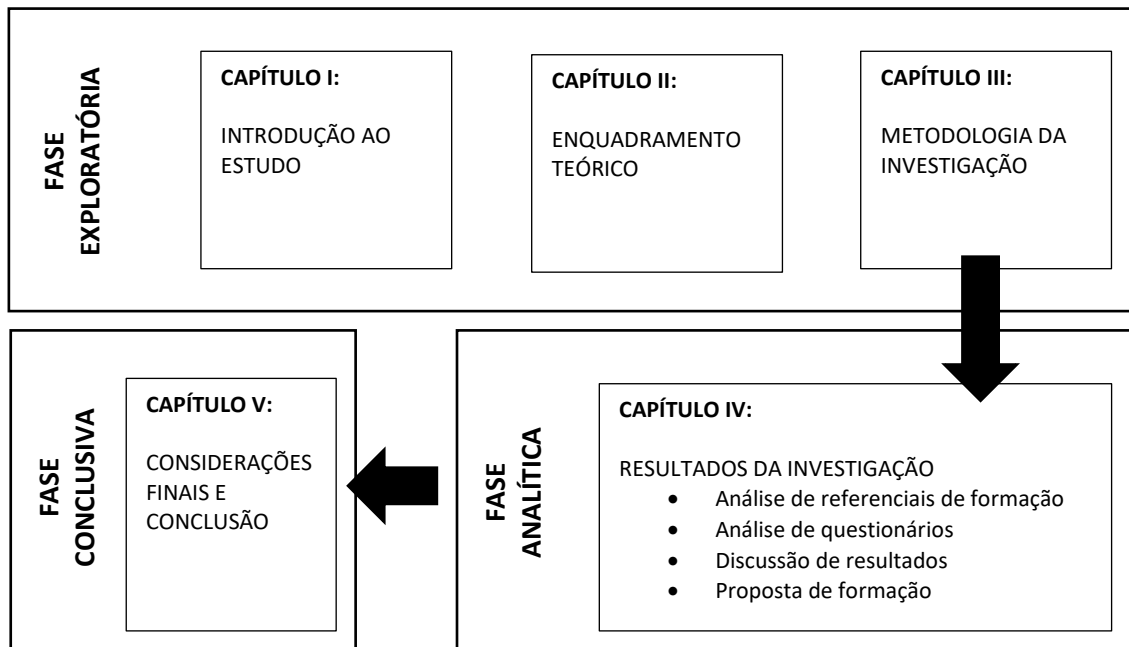 FASE
EXPLORATÓRIA
CAPÍTULO I:
INTRODUÇÃO AO
ESTUDO
CAPÍTULO II:
ENQUADRAMENTO
TEÓRICO
CAPÍTULO III:
METODOLOGIA DA
INVESTIGAÇÃO
FASE
ANALÍTICA
CAPÍTULO IV:
RESULTADOS DA INVESTIGAÇÃO
• Análise de referenciais de formação
• Análise de questionários
• Discussão de resultados
• Proposta de formação
FASE
CONCLUSIVA
CAPÍTULO V:
CONSIDERAÇÕES
FINAIS E
CONCLUSÃO